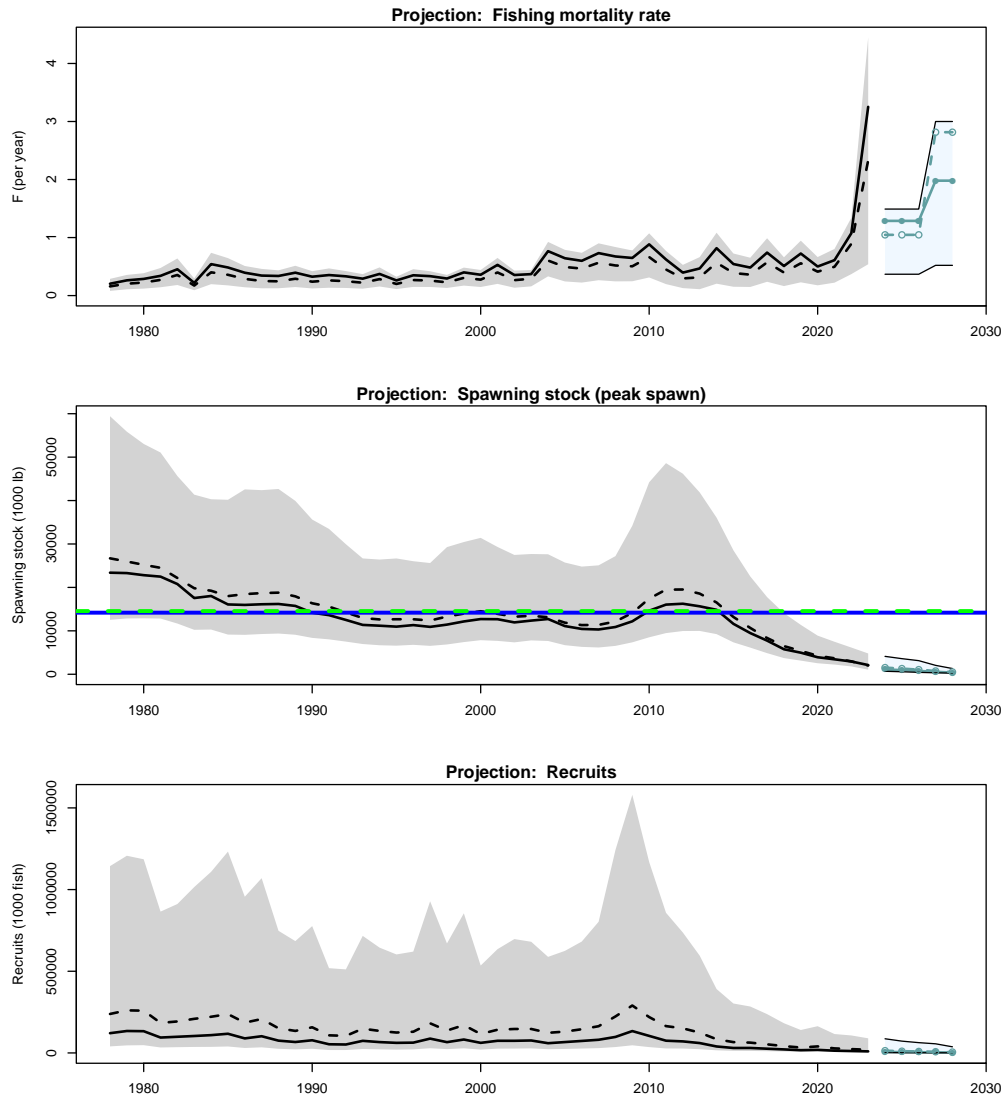 Projection: Fishing mortality rate
F (per year)
0 1 2 3 4
1980 1990 2000 2010 2020 2030
Projection: Spawning stock (peak spawn)
Spawning stock (1000 lb)
0 10000 30000 50000
1980 1990 2000 2010 2020 2030
Projection: Recruits
Recruits (1000 fish)
0 500000 1000000 1500000
1980 1990 2000 2010 2020 2030